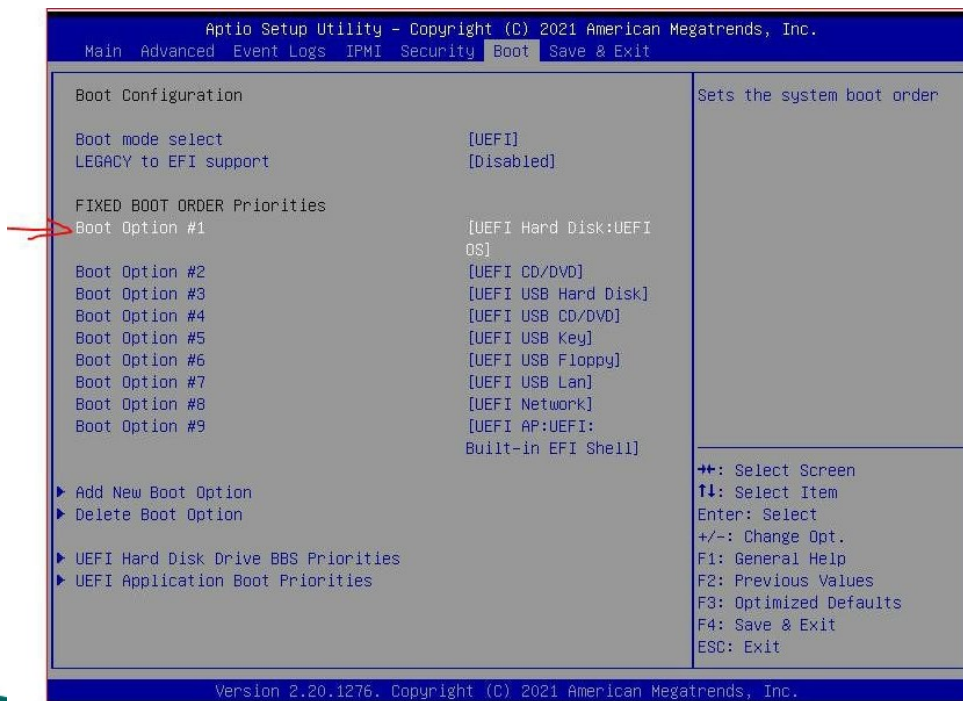 Aptio Setup Utility – Copyright (C) 2021 American Megatrends, Inc.
Main Advanced Event Logs IPMI Security Boot Save & Exit
Boot Configuration
Boot mode select [UEFI]
LEGACY to EFI support [Disabled]
FIXED BOOT ORDER Priorities
Boot Option #1 [UEFI Hard Disk:UEFI
OS]
Boot Option #2 [UEFI CD/DVD]
Boot Option #3 [UEFI USB Hard Disk]
Boot Option #4 [UEFI USB CD/DVD]
Boot Option #5 [UEFI USB Key]
Boot Option #6 [UEFI USB Floppy]
Boot Option #7 [UEFI USB Lan]
Boot Option #8 [UEFI Network]
Boot Option #9 [UEFI AP:UEFI:
Built-in EFI Shell]
Add New Boot Option
Delete Boot Option
UEFI Hard Disk Drive BBS Priorities
UEFI Application Boot Priorities
Sets the system boot order
→←: Select Screen
↑↓: Select Item
Enter: Select
+/-: Change Opt.
F1: General Help
F2: Previous Values
F3: Optimized Defaults
F4: Save & Exit
ESC: Exit
Version 2.20.1276. Copyright (C) 2021 American Megatrends, Inc.